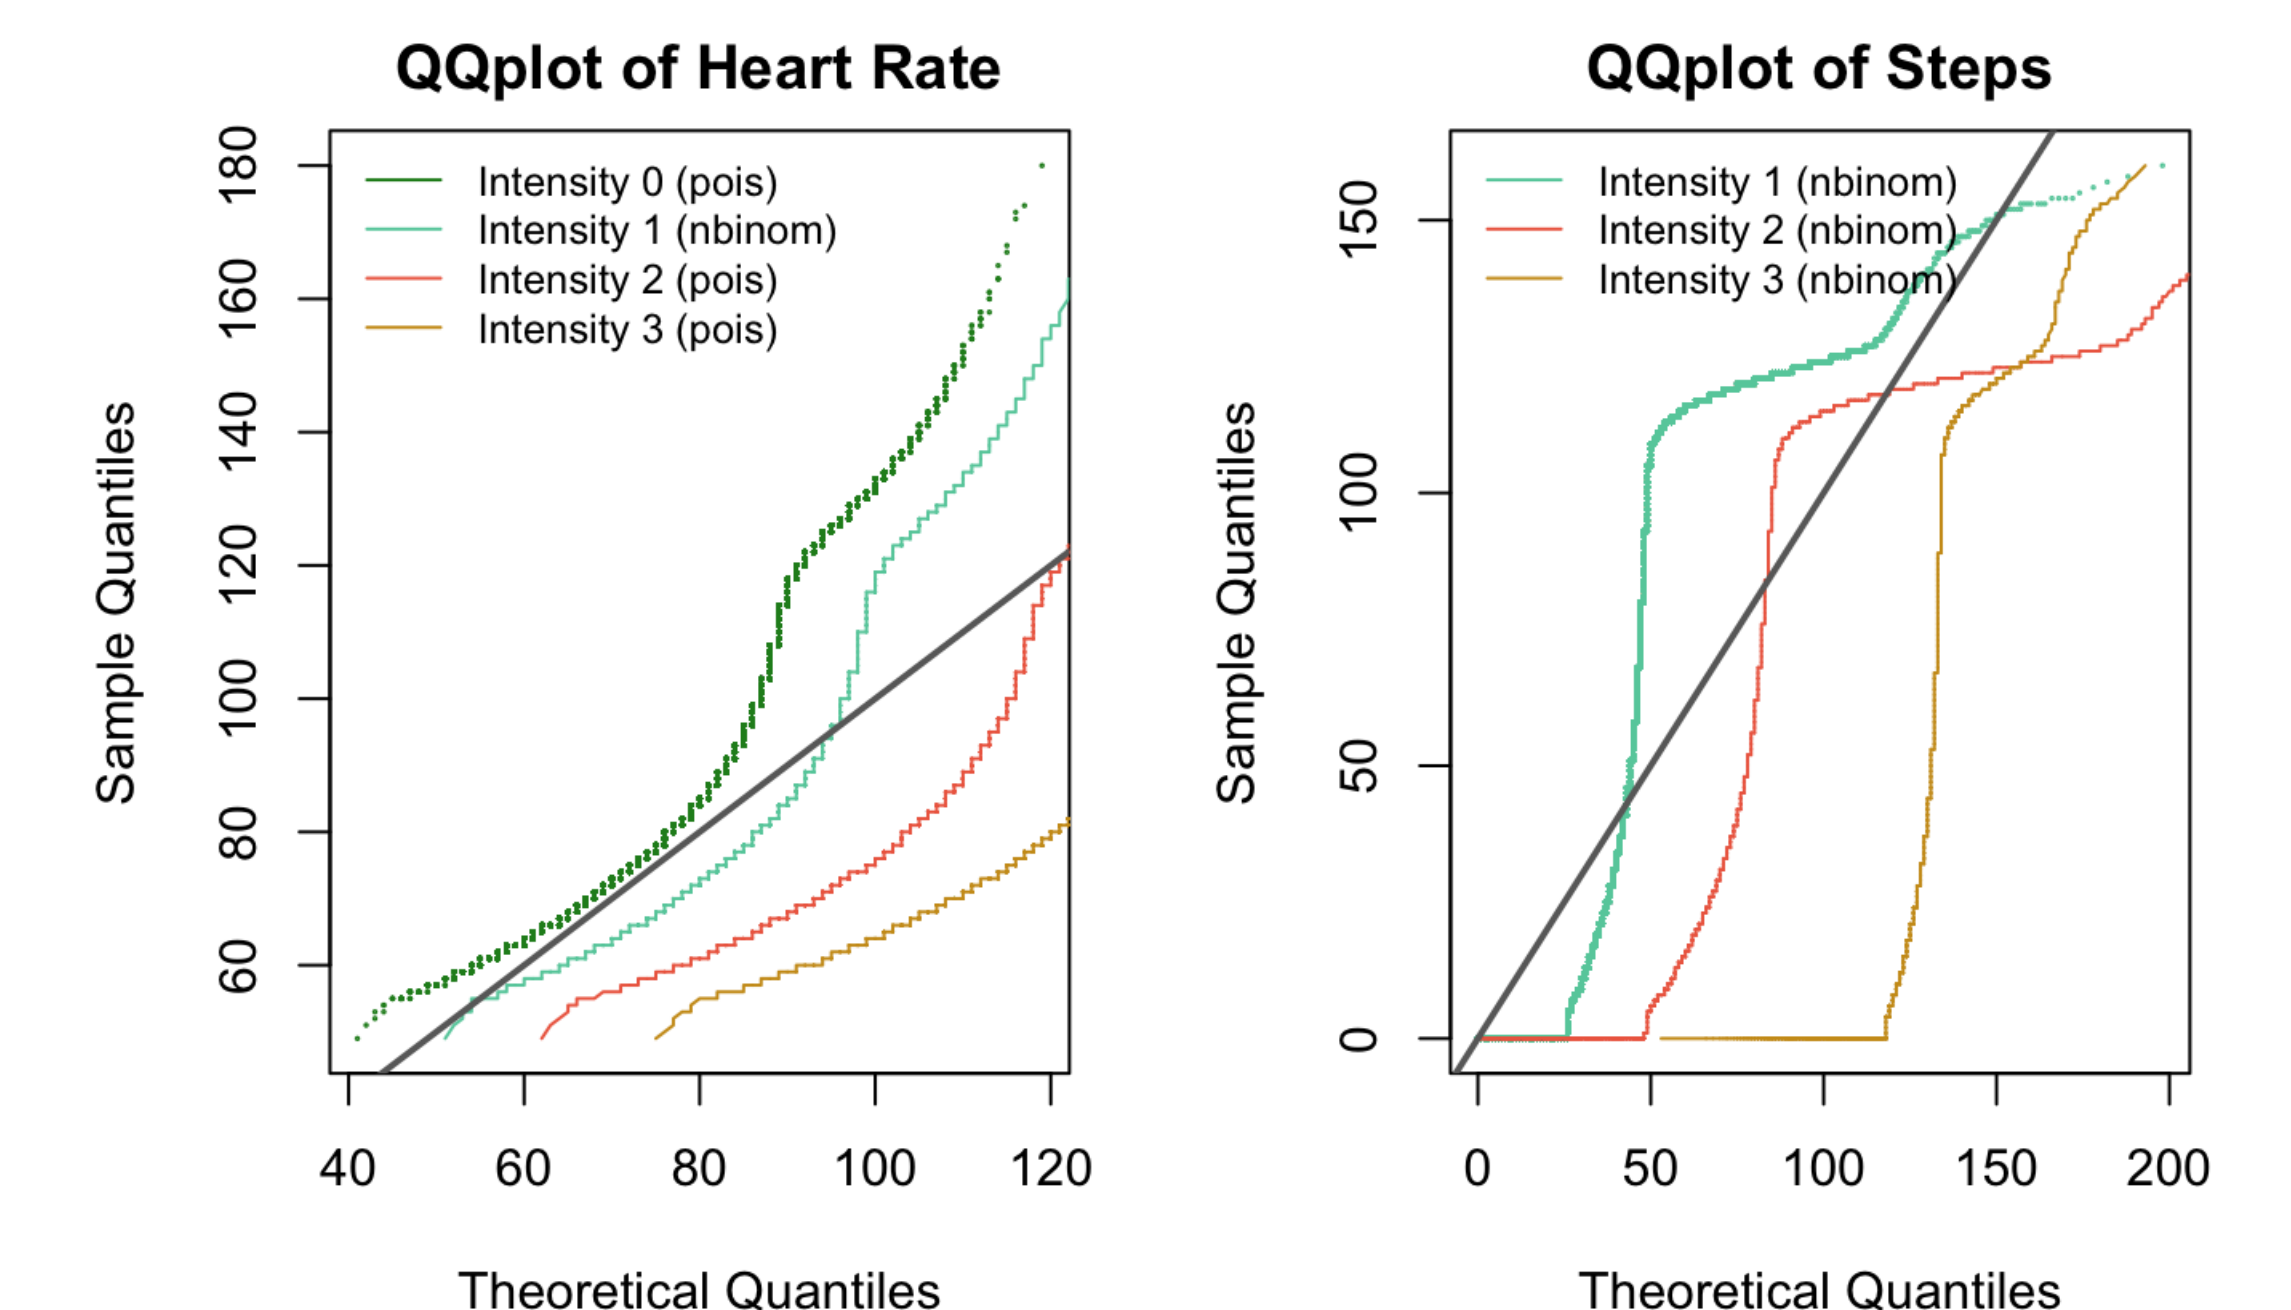 QQplot of Heart Rate
Sample Quantiles
180
160
140
120
100
80
60
Intensity 0 (pois)
Intensity 1 (nbinom)
Intensity 2 (pois)
Intensity 3 (pois)
40 60 80 100 120
Theoretical Quantiles
QQplot of Steps
Sample Quantiles
150
100
50
0
Intensity 1 (nbinom)
Intensity 2 (nbinom)
Intensity 3 (nbinom)
0 50 100 150 200
Theoretical Quantiles